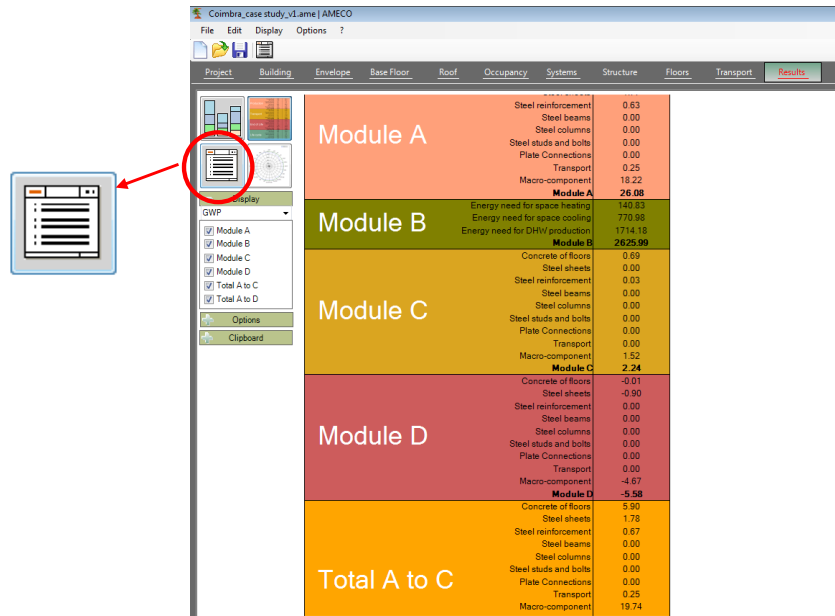 Coimbra_case study_v1.ame | AMECO
File Edit Display Options ?
Project Building Envelope Base Floor Roof Occupancy Systems Structure Floors Transport Results
Steel reinforcement 0.63
Steel beams 0.00
Steel columns 0.00
Module A
Steel studs and bolts 0.00
Plate Connections 0.00
Transport 0.25
Macro-component 18.22
Module A 26.08
Display
GWP
Module A
Module B
Module C
Module D
Total A to C
Total A to D
Options
Clipboard
Energy need for space heating 140.83
Energy need for space cooling 770.98
Module B
Energy need for DHW production 1714.18
Module B 2625.99
Concrete of floors 0.69
Steel sheets 0.00
Steel reinforcement 0.03
Steel beams 0.00
Module C
Steel columns 0.00
Steel studs and bolts 0.00
Plate Connections 0.00
Transport 0.00
Macro-component 1.52
Module C 2.24
Concrete of floors -0.01
Steel sheets -0.90
Steel reinforcement 0.00
Steel beams 0.00
Module D
Steel columns 0.00
Steel studs and bolts 0.00
Plate Connections 0.00
Transport 0.00
Macro-component -4.67
Module D -5.58
Concrete of floors 5.90
Steel sheets 1.78
Steel reinforcement 0.67
Steel beams 0.00
Steel columns 0.00
Steel studs and bolts 0.00
Total A to C
Plate Connections 0.00
Transport 0.25
Macro-component 19.74